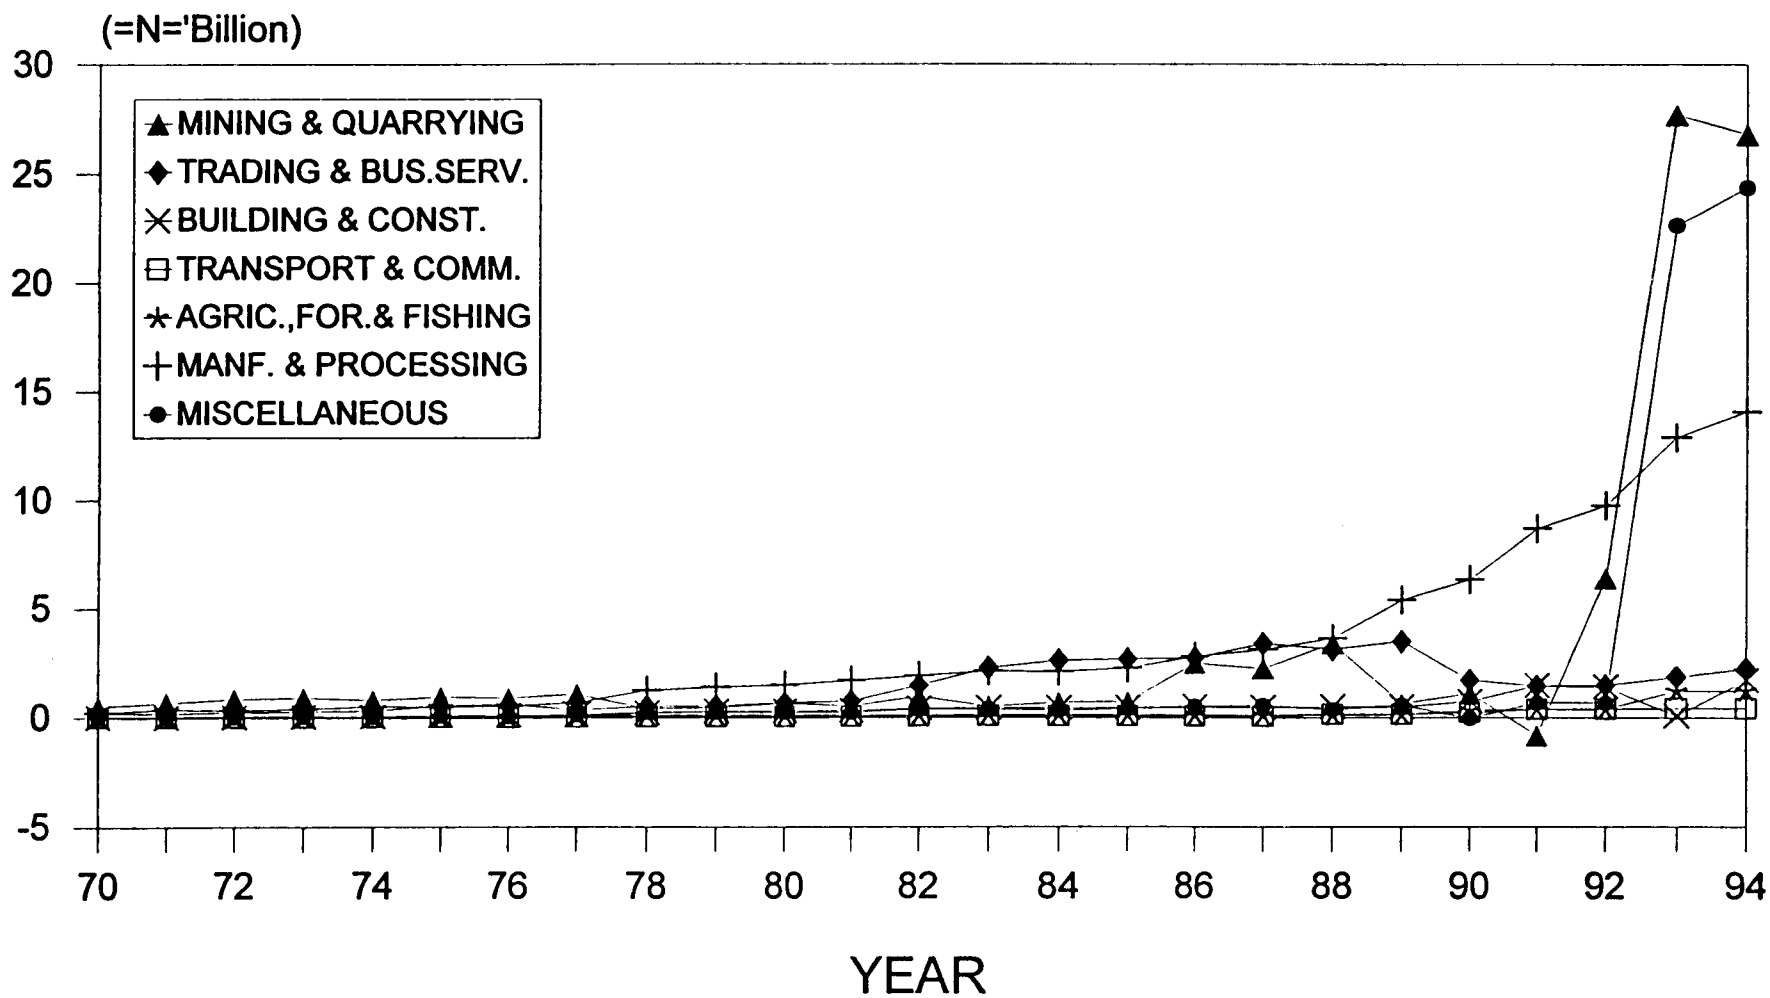 (=N='Billion)
30
25
20
15
10
5
0
-5
MINING & QUARRYING
TRADING & BUS.SERV.
BUILDING & CONST.
TRANSPORT & COMM.
AGRIC.,FOR.& FISHING
MANF. & PROCESSING
MISCELLANEOUS
70 72 74 76 78 80 82 84 86 88 90 92 94
YEAR